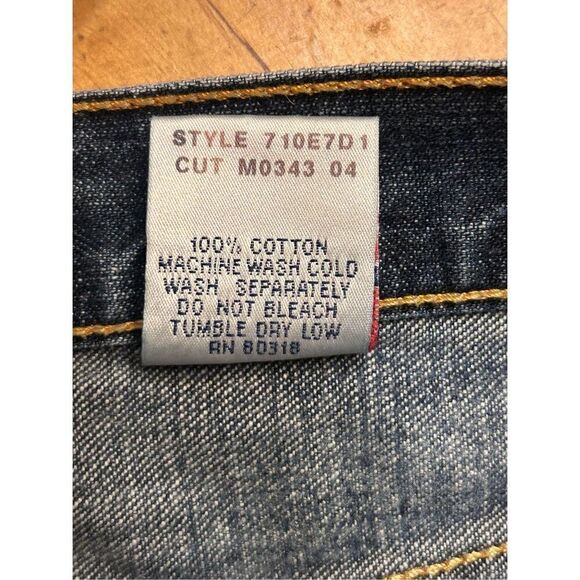 STYLE 710E7D1
CUT M0343 04
100% COTTON
MACHINE WASH COLD
WASH SEPARATELY
DO NOT BLEACH
TUMBLE DRY LOW
RN 80318